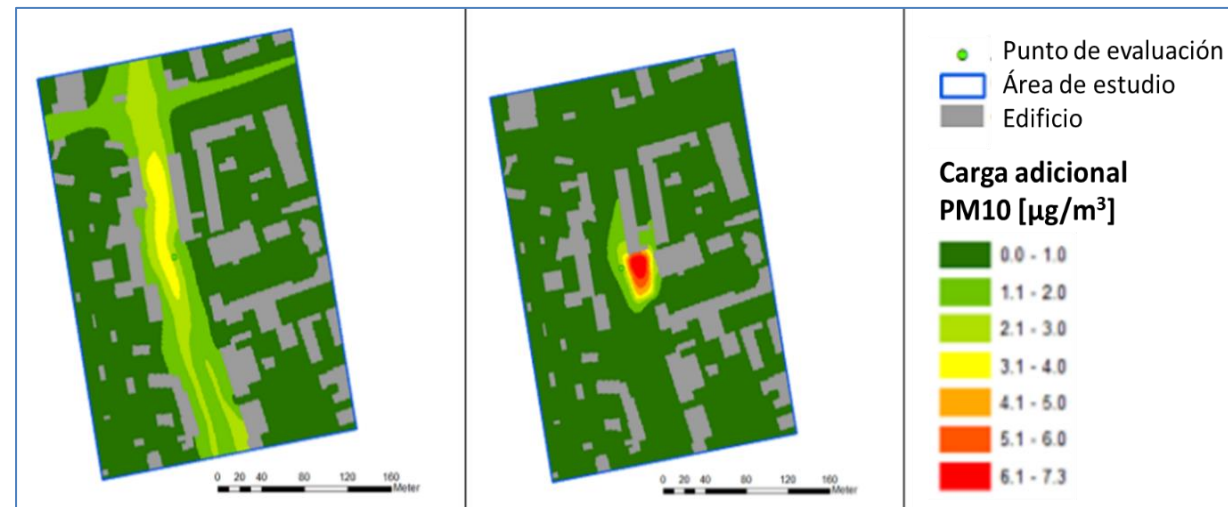 0 20 40 80 120 160
Meter
0 20 40 80 120 160
Meter
Punto de evaluación
Área de estudio
Edificio
Carga adicional
PM10 [µg/m³]
0.0 - 1.0
1.1 - 2.0
2.1 - 3.0
3.1 - 4.0
4.1 - 5.0
5.1 - 6.0
6.1 - 7.3